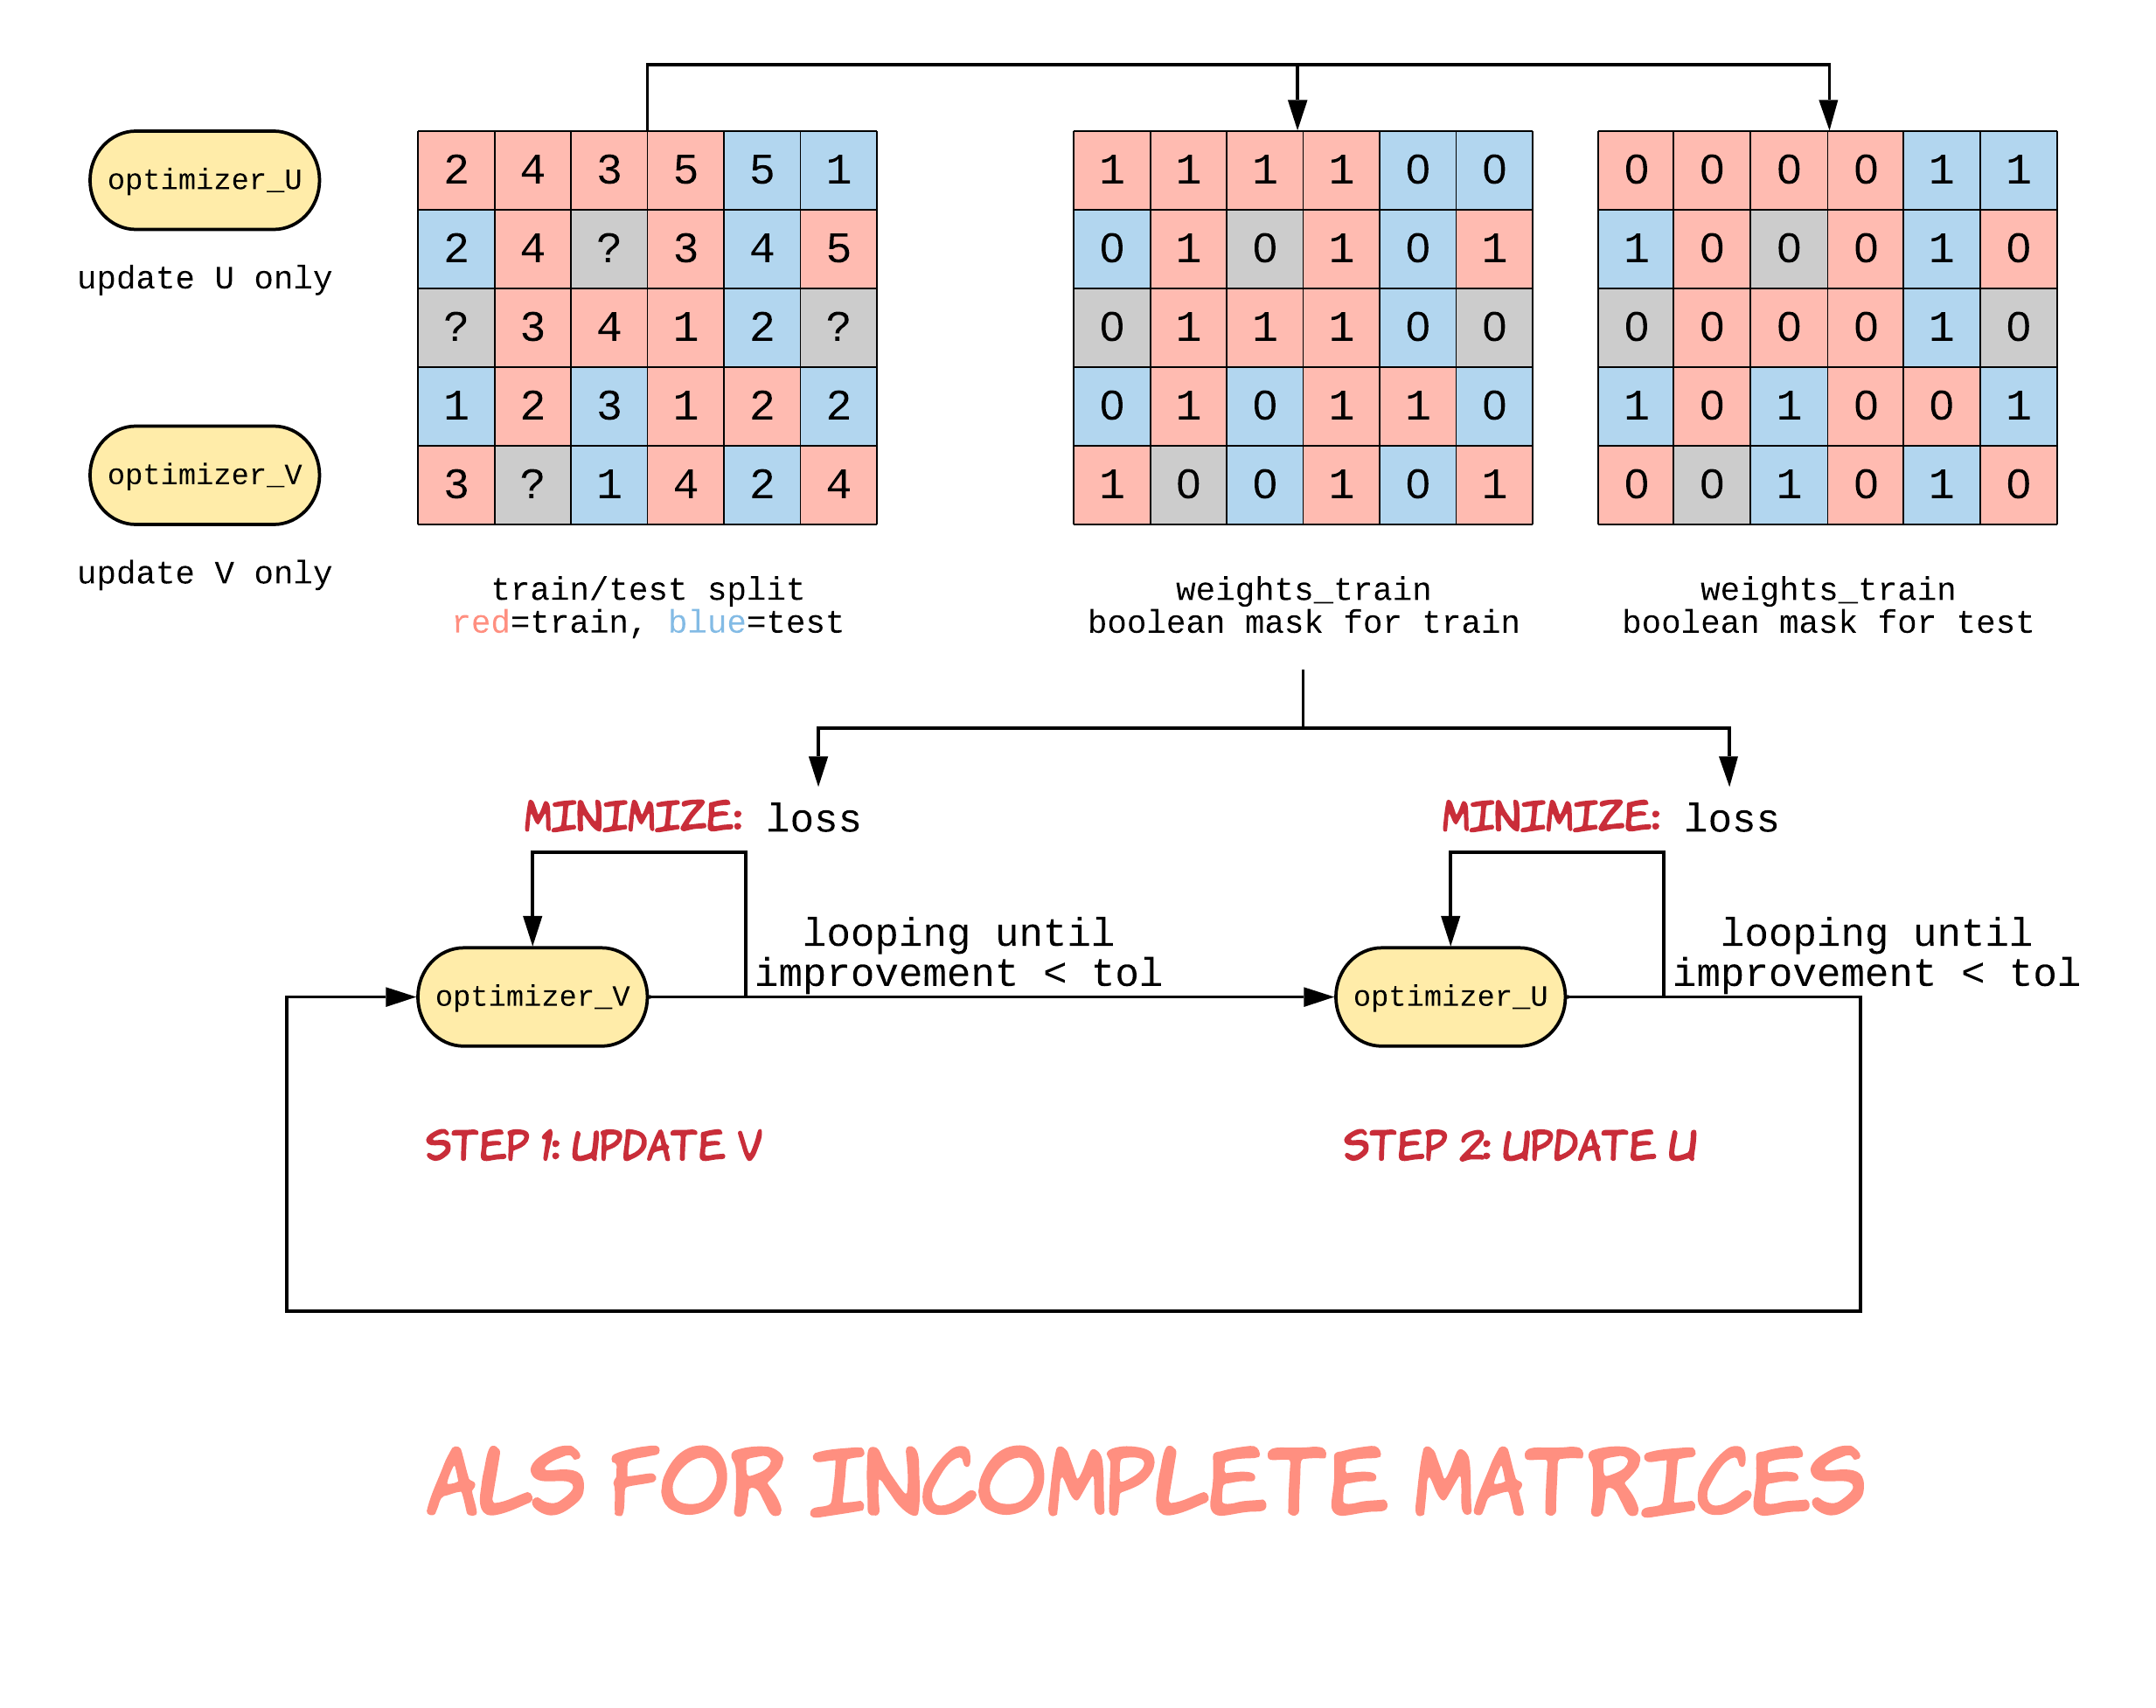 optimizer_U
update U only
optimizer_V
update V only
2 4 3 5 5 1
2 4 ? 3 4 5
? 3 4 1 2 ?
1 2 3 1 2 2
3 ? 1 4 2 4
train/test split
red=train, blue=test
1 1 1 1 0 0
0 1 0 1 0 1
0 1 1 1 0 0
0 1 0 1 1 0
1 0 0 1 0 1
weights_train
boolean mask for train
0 0 0 0 1 1
1 0 0 0 1 0
0 0 0 0 1 0
1 0 1 0 0 1
0 0 1 0 1 0
weights_train
boolean mask for test
MINIMIZE: loss
looping until
improvement < tol
optimizer_V
STEP 1: UPDATE V
MINIMIZE: loss
looping until
improvement < tol
optimizer_U
STEP 2: UPDATE U
ALS FOR INCOMPLETE MATRICES